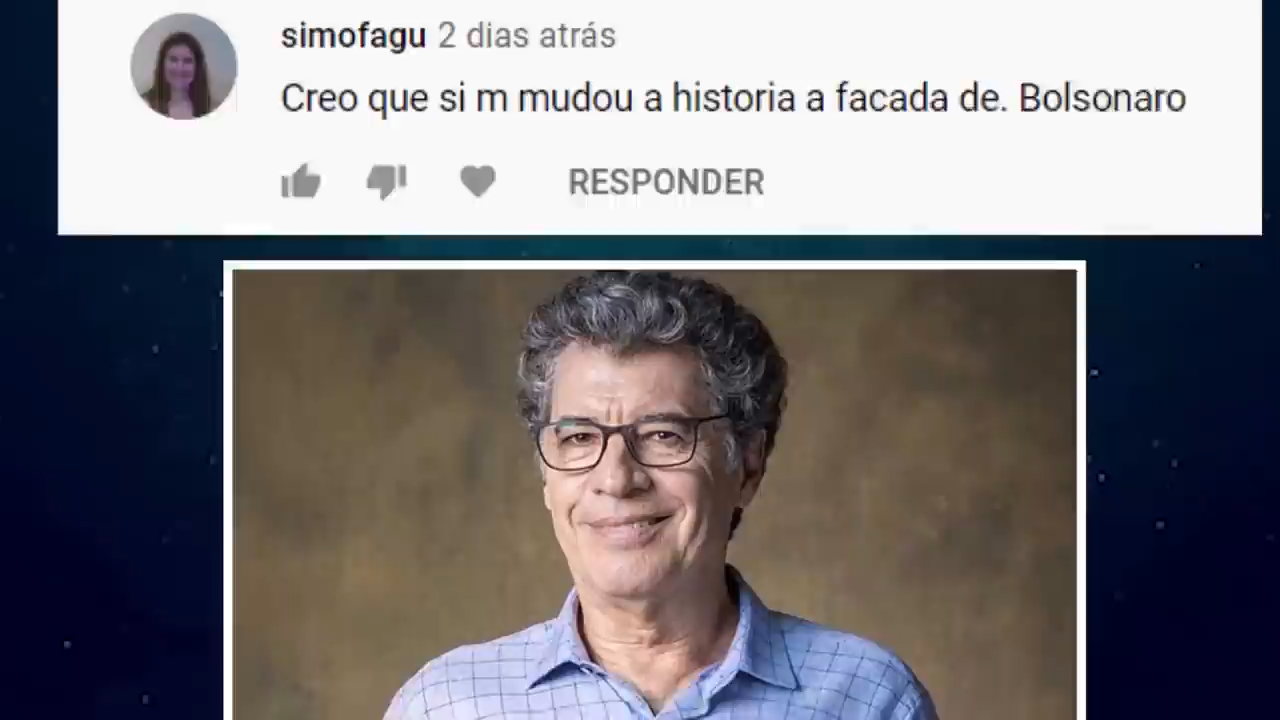 simofagu 2 dias atrás
Creo que si m mudou a historia a facada de. Bolsonaro
RESPONDER